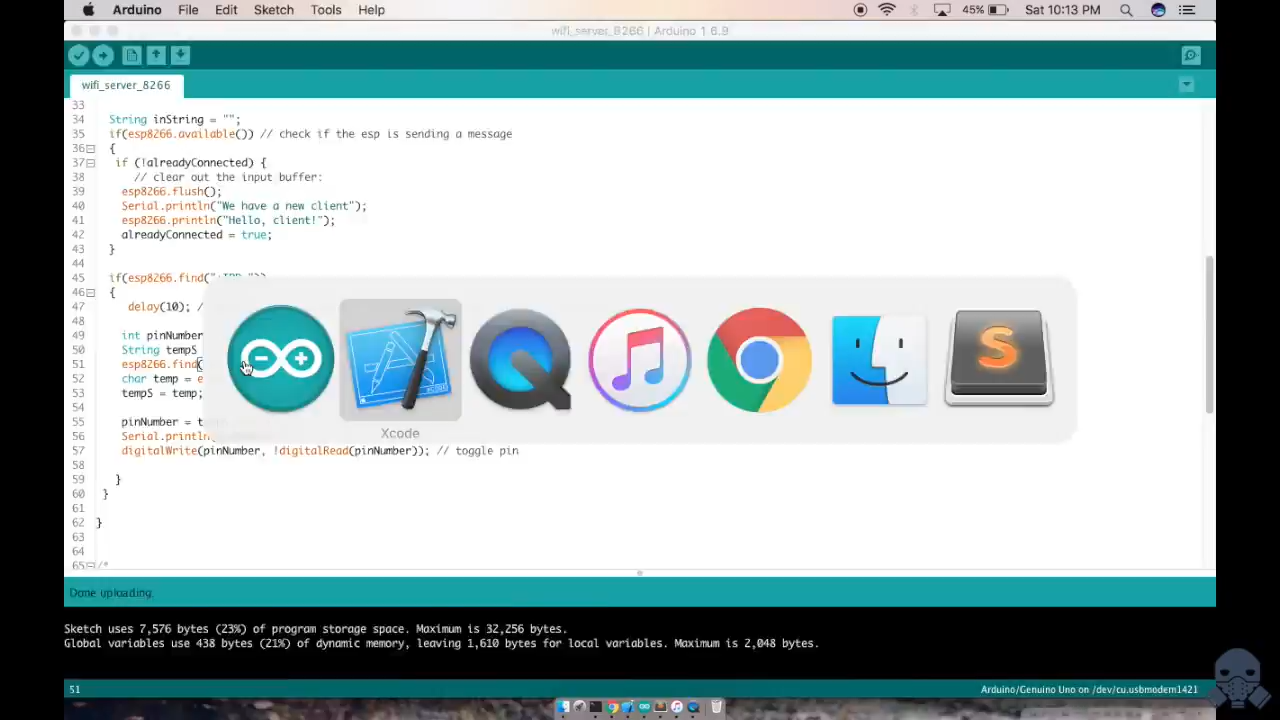 Arduino File Edit Sketch Tools Help 45% Sat 10:13 PM
wifi_server_8266 | Arduino 1.6.9
wifi_server_8266
33
34 String inString = "";
35 if(esp8266.available()) // check if the esp is sending a message
36 {
37 if (!alreadyConnected) {
38 // clear out the input buffer:
39 esp8266.flush();
40 Serial.println("We have a new client");
41 esp8266.println("Hello, client!");
42 alreadyConnected = true;
43 }
44
45 if(esp8266.find("+IPD,"))
46 {
47 delay(10); //
48
49 int pinNumber
50 String tempS
51 esp8266.find(
52 char temp = e
53 tempS = temp;
54
55 pinNumber =
56 Serial.println
57 digitalWrite(pinNumber, !digitalRead(pinNumber)); // toggle pin
58
59 }
60 }
61
62 }
63
64
65 /*
Xcode
S
Done uploading.
Sketch uses 7,576 bytes (23%) of program storage space. Maximum is 32,256 bytes.
Global variables use 438 bytes (21%) of dynamic memory, leaving 1,610 bytes for local variables. Maximum is 2,048 bytes.
51 Arduino/Genuino Uno on /dev/cu.usbmodem1421